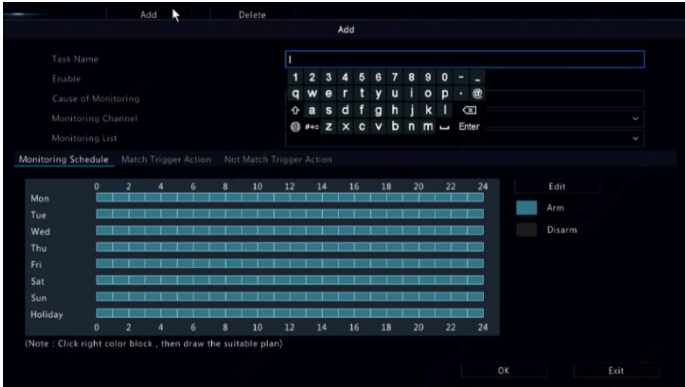 Add Delete
Add
Task Name
Enable
1 2 3 4 5 6 7 8 9 0 - _
Cause of Monitoring
q w e r t y u i o p . @
Monitoring Channel
a s d f g h j k l
Monitoring List
#+= z x c v b n m Enter
Monitoring Schedule Match Trigger Action Not Match Trigger Action
0 2 4 6 8 10 12 14 16 18 20 22 24
Edit
Mon
Arm
Tue
Wed
Disarm
Thu
Fri
Sat
Sun
Holiday
0 2 4 6 8 10 12 14 16 18 20 22 24
(Note : Click right color block , then draw the suitable plan)
OK Exit